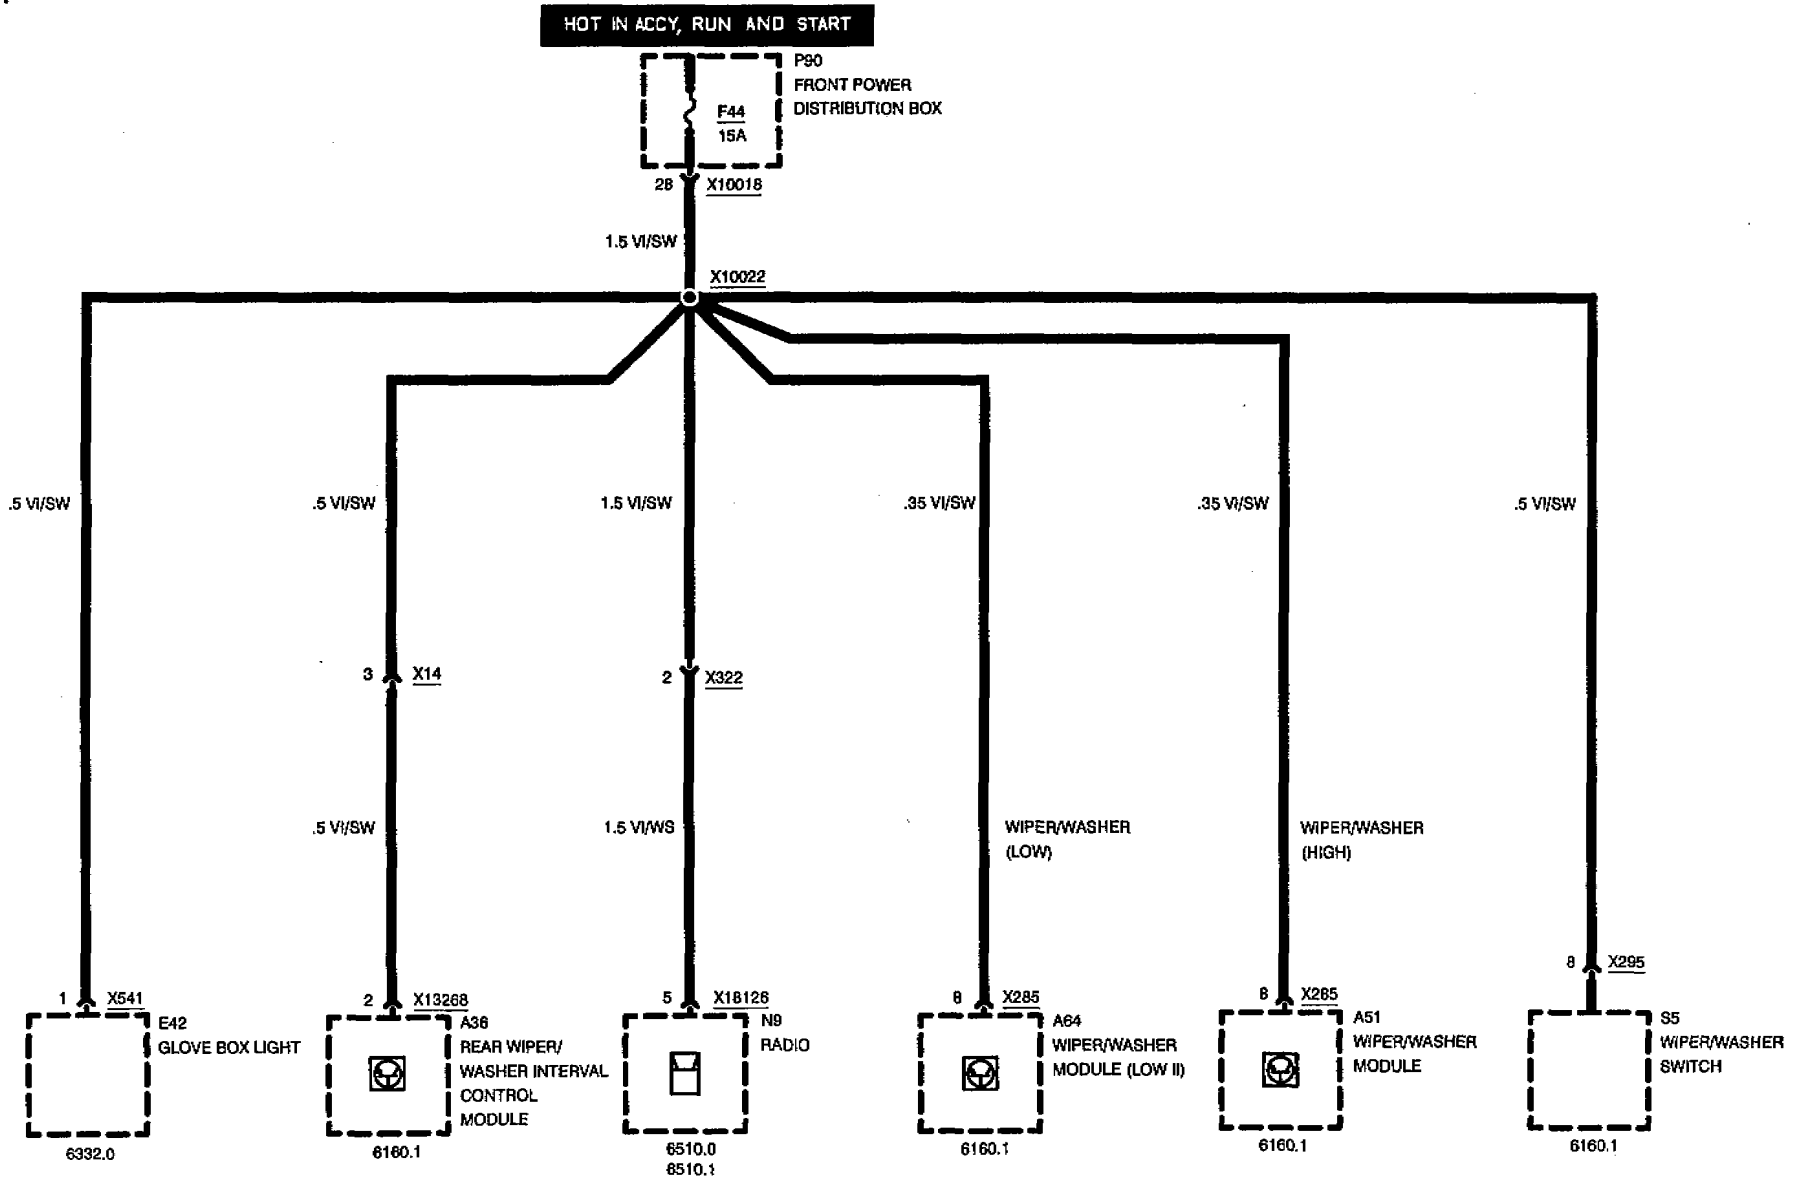 HOT IN ACCY, RUN AND START
P90
FRONT POWER
DISTRIBUTION BOX
F44
15A
28
X10018
1.5 VI/SW
X10022
.5 VI/SW
.5 VI/SW
1.5 VI/SW
.35 VI/SW
.35 VI/SW
.5 VI/SW
3
X14
2
X322
.5 VI/SW
1.5 VI/WS
WIPER/WASHER
(LOW)
WIPER/WASHER
(HIGH)
8
X295
1
X541
2
X13268
5
X18126
8
X285
8
X285
E42
GLOVE BOX LIGHT
A36
REAR WIPER/
WASHER INTERVAL
CONTROL
MODULE
N9
RADIO
A64
WIPER/WASHER
MODULE (LOW II)
A51
WIPER/WASHER
MODULE
S5
WIPER/WASHER
SWITCH
6332.0
6160.1
6510.0
6510.1
6160.1
6160.1
6160.1